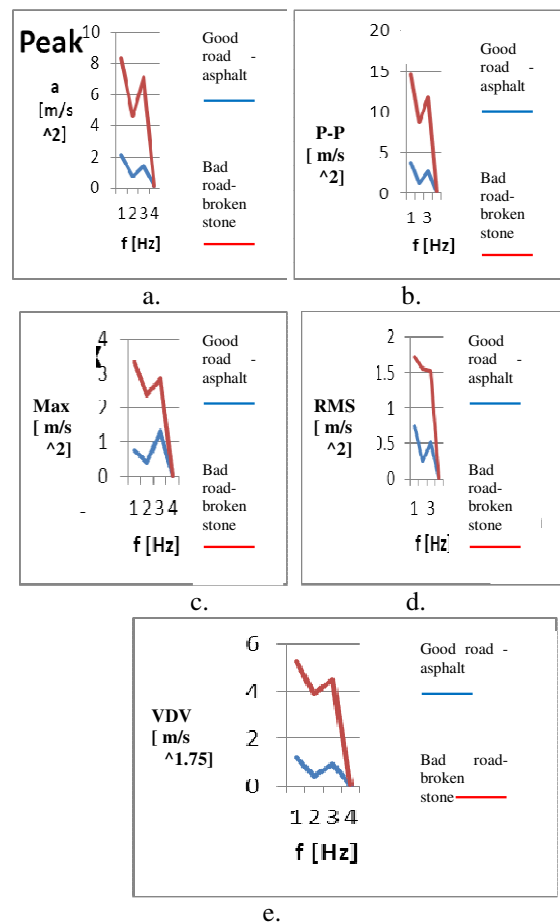 Peak
10
8
6
4
2
0
a
[m/s
^2]
1 2 3 4
f [Hz]
Good
road -
asphalt
Bad
road-
broken
stone
a.
20
15
10
5
0
P-P
[ m/s
^2]
1 3
f [Hz]
Good
road -
asphalt
Bad
road-
broken
stone
b.
4
3
2
1
0
Max
[ m/s
^2]
1 2 3 4
f [Hz]
Good
road -
asphalt
Bad
road-
broken
stone
c.
2
1.5
1
0.5
0
RMS
[ m/s
^2]
1 3
f [Hz]
Good
road -
asphalt
Bad
road-
broken
stone
d.
6
4
2
0
VDV
[ m/s
^1.75]
1 2 3 4
f [Hz]
Good road -
asphalt
Bad road-
broken
stone
e.